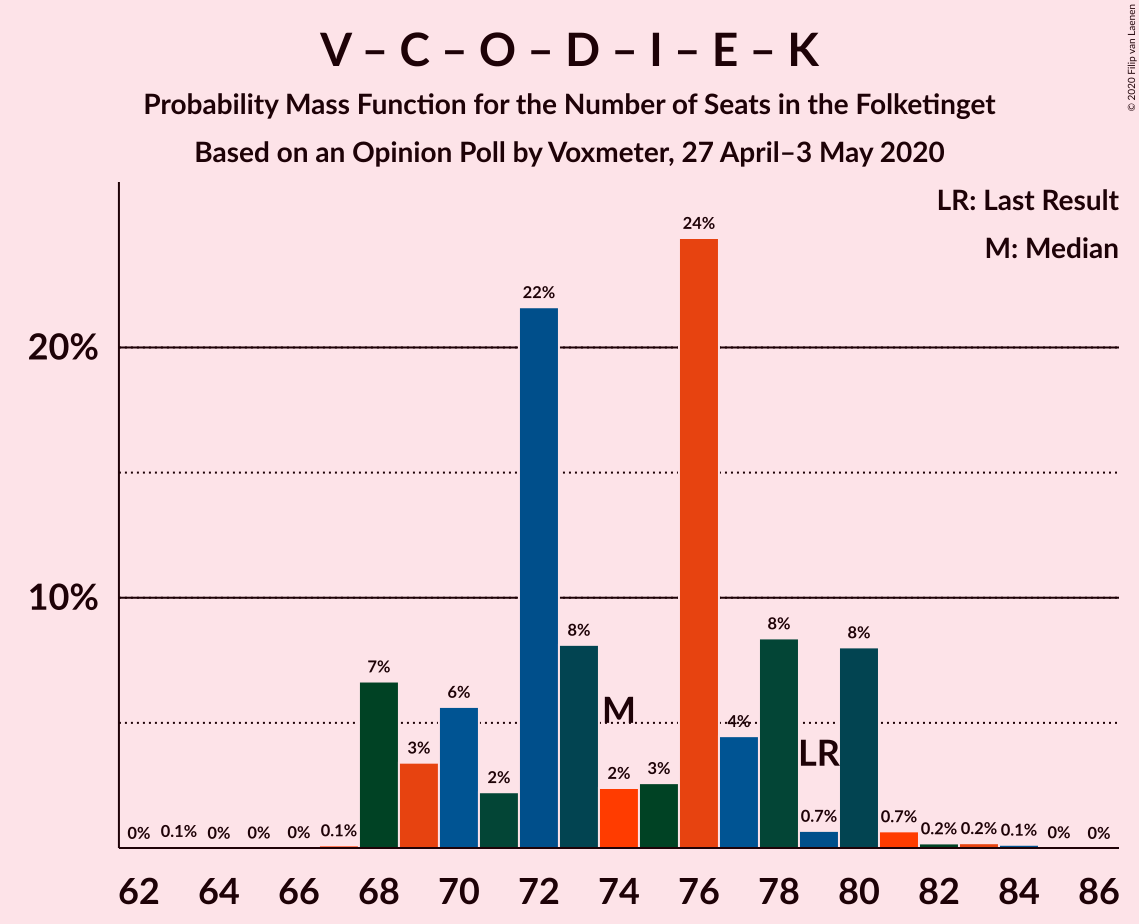 V – C – O – D – I – E – K
Probability Mass Function for the Number of Seats in the Folketinget
Based on an Opinion Poll by Voxmeter, 27 April–3 May 2020
© 2020 Filip van Laenen
LR: Last Result
M: Median
20%
10%
0% 0.1% 0% 0% 0% 0.1% 7% 3% 6% 2% 22% 8% 2% 3% 24% 4% 8% 0.7% 8% 0.7% 0.2% 0.2% 0.1% 0% 0%
M
LR
62 64 66 68 70 72 74 76 78 80 82 84 86